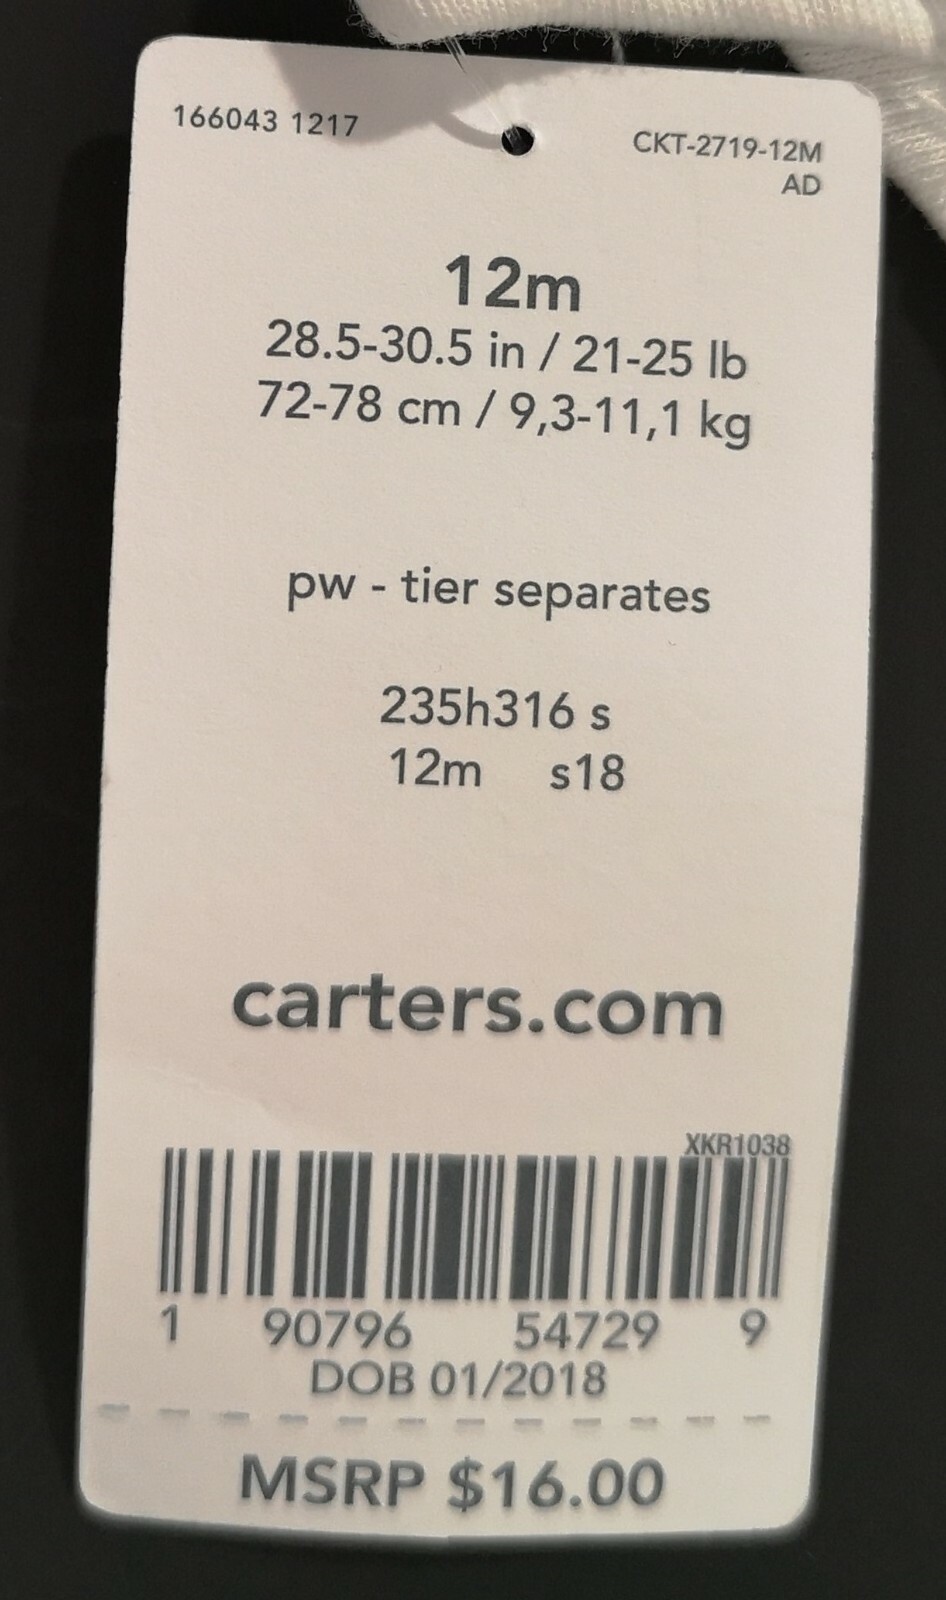 166043 1217
CKT-2719-12M
AD
12m
28.5-30.5 in / 21-25 lb
72-78 cm / 9,3-11,1 kg
pw - tier separates
235h316 s
12m s18
carters.com
XKR1038
1 90796 54729 9
DOB 01/2018
MSRP $16.00